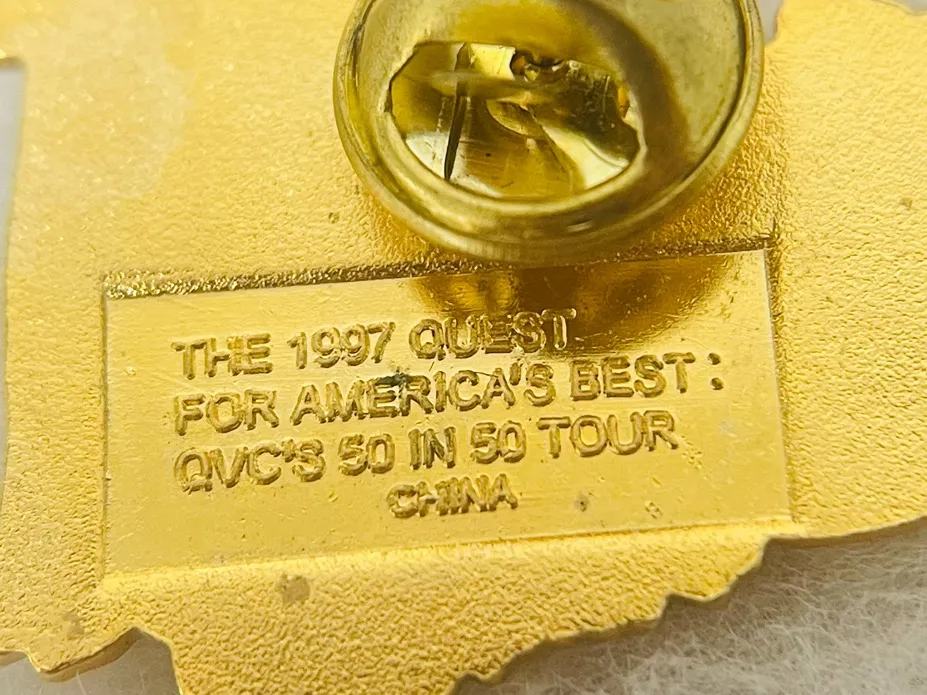 THE 1997 QUEST
FOR AMERICA'S BEST:
QVC'S 50 IN 50 TOUR
CHINA